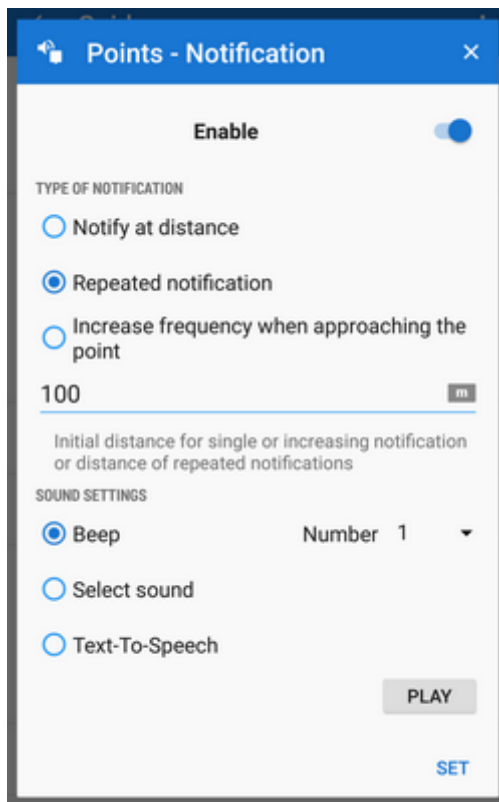 Points - Notification
Enable
TYPE OF NOTIFICATION
Notify at distance
Repeated notification
Increase frequency when approaching the
point
100 m
Initial distance for single or increasing notification
or distance of repeated notifications
SOUND SETTINGS
Beep Number 1
Select sound
Text-To-Speech
PLAY
SET